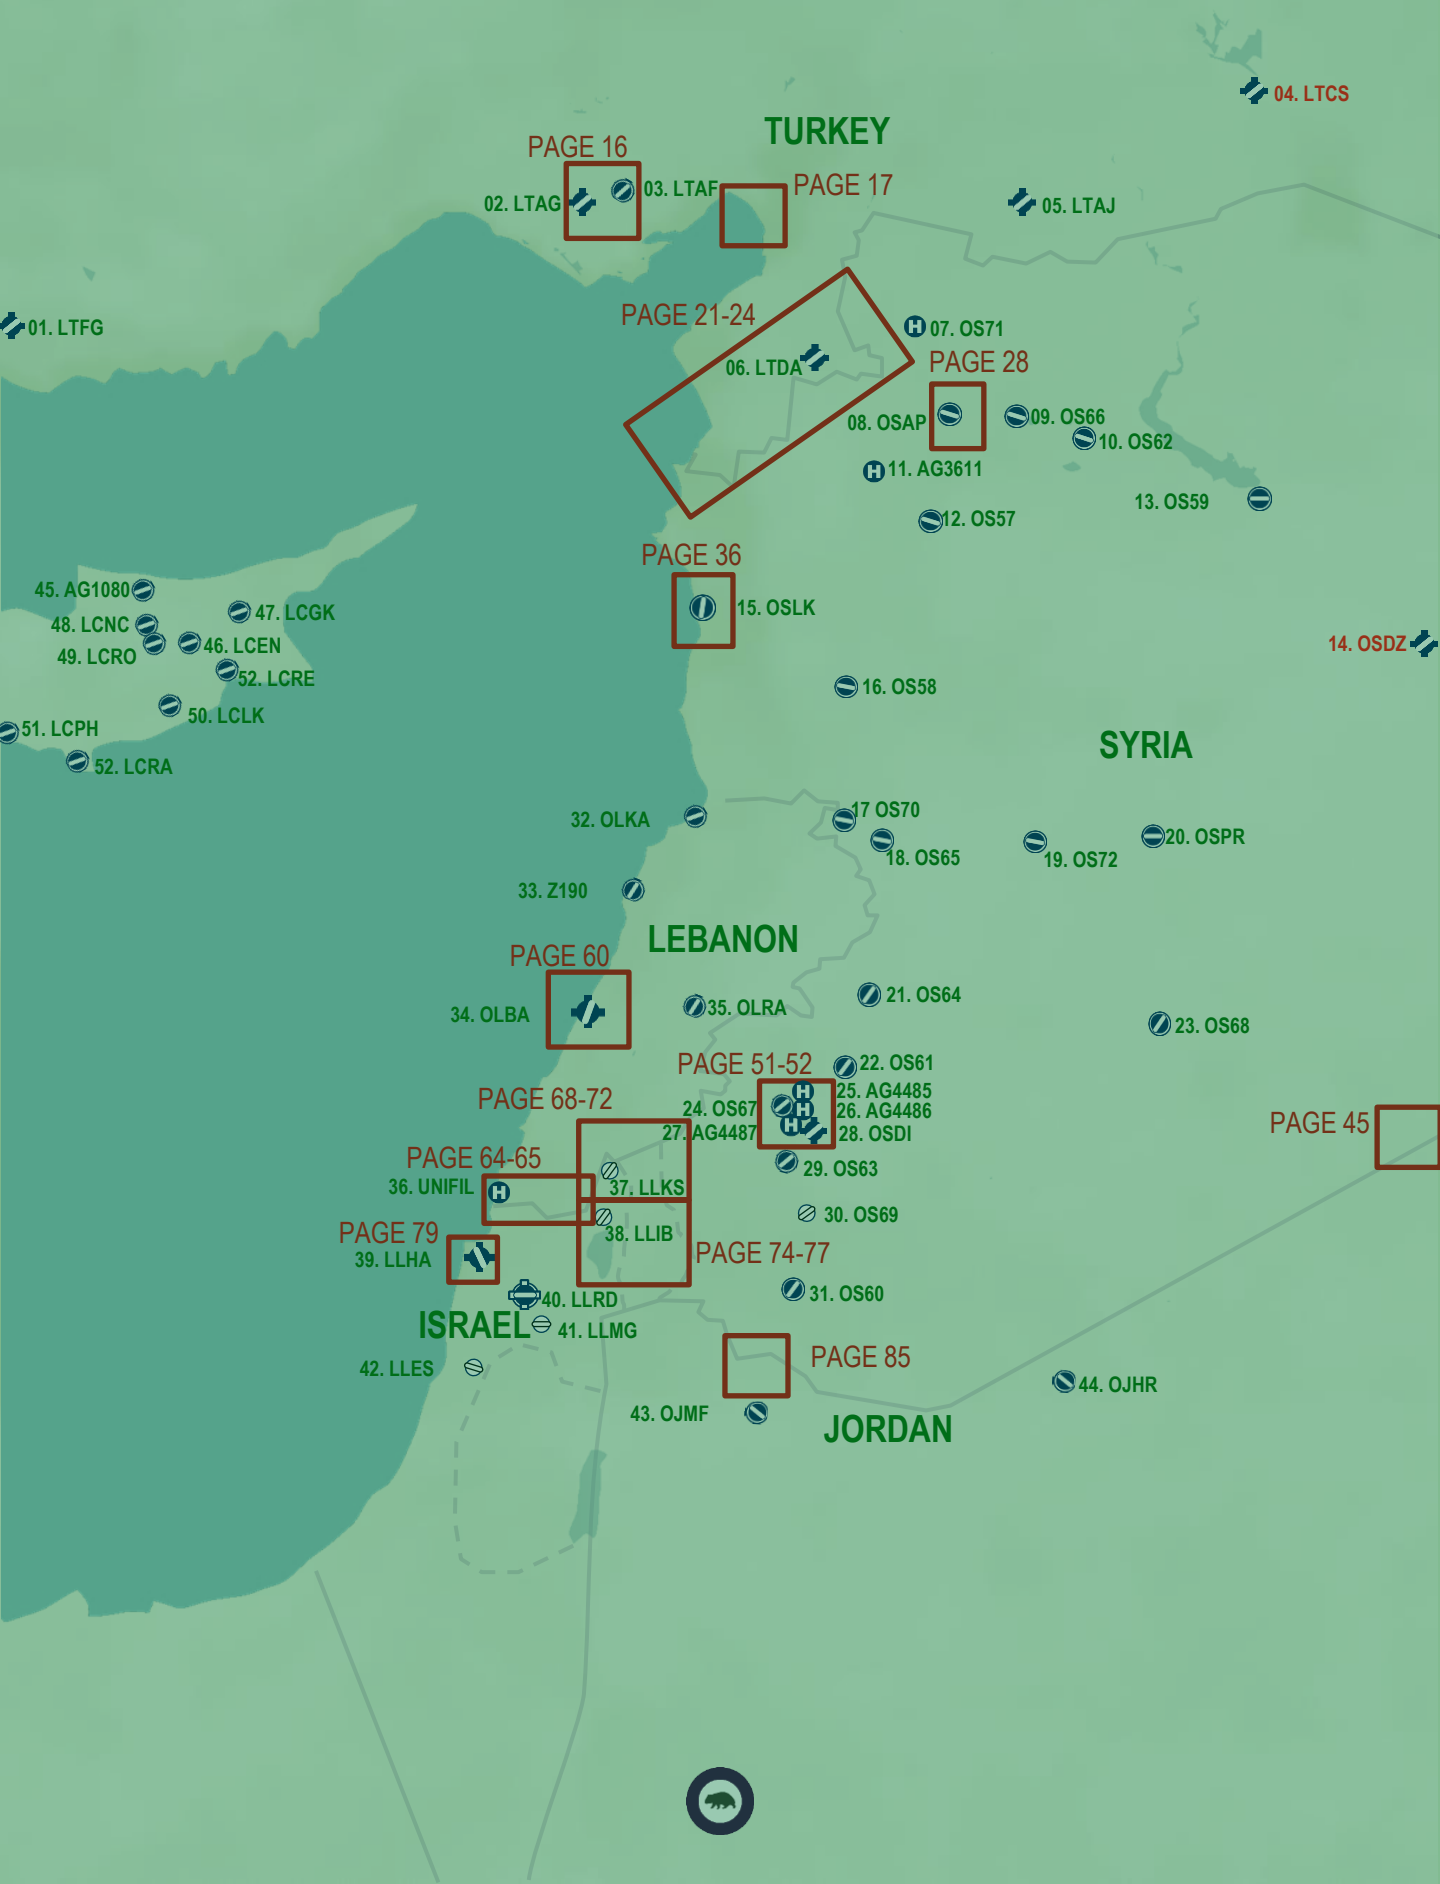 04. LTCS
TURKEY
PAGE 16
PAGE 17
03. LTAF
02. LTAG
05. LTAJ
PAGE 21-24
01. LTFG
07. OS71
PAGE 28
06. LTDA
08. OSAP
09. OS66
10. OS62
11. AG3611
13. OS59
12. OS57
PAGE 36
45. AG1080
15. OSLK
47. LCGK
48. LCNC
46. LCEN
49. LCRO
14. OSDZ
52. LCRE
16. OS58
50. LCLK
51. LCPH
SYRIA
52. LCRA
17 OS70
32. OLKA
20. OSPR
18. OS65
19. OS72
33. Z190
LEBANON
PAGE 60
21. OS64
35. OLRA
34. OLBA
23. OS68
PAGE 51-52
22. OS61
25. AG4485
PAGE 68-72
24. OS67
26. AG4486
PAGE 45
27. AG4487
28. OSDI
PAGE 64-65
29. OS63
36. UNIFIL
37. LLKS
30. OS69
PAGE 79
38. LLIB
PAGE 74-77
39. LLHA
31. OS60
40. LLRD
ISRAEL
41. LLMG
PAGE 85
42. LLES
44. OJHR
43. OJMF
JORDAN